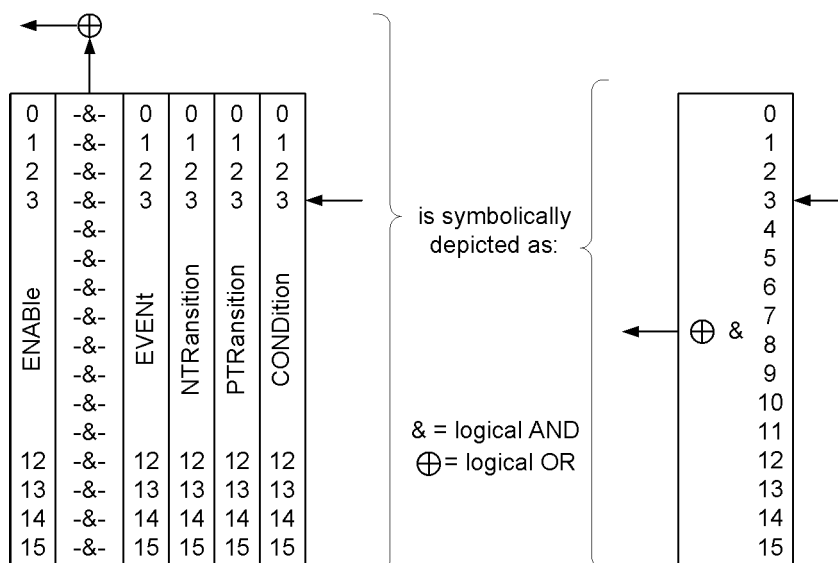 0 -&- 0 0 0 0
1 -&- 1 1 1 1
2 -&- 2 2 2 2
3 -&- 3 3 3 3
-&-
-&-
-&-
-&-
-&-
-&-
-&-
-&-
ENABle
EVENt
NTRansition
PTRansition
CONDition
12 -&- 12 12 12 12
13 -&- 13 13 13 13
14 -&- 14 14 14 14
15 -&- 15 15 15 15
is symbolically
depicted as:
& = logical AND
⊕ = logical OR
0
1
2
3
4
5
6
7
⊕ &
8
9
10
11
12
13
14
15